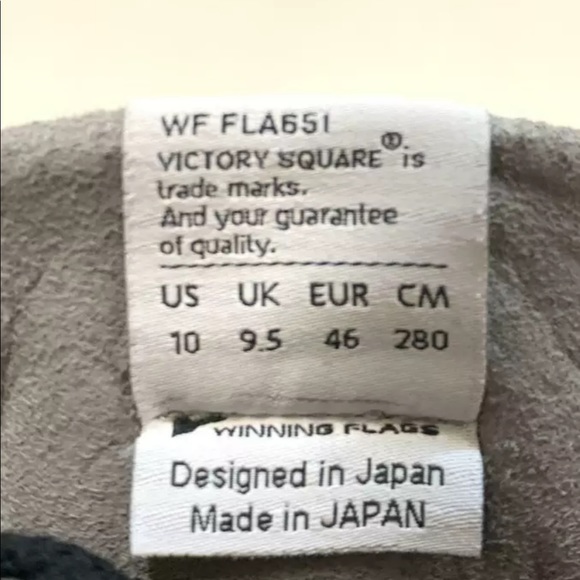 WF FLA651
VICTORY SQUARE® is
trade marks.
And your guarantee
of quality.
US UK EUR CM
10 9.5 46 280
WINNING FLAGS
Designed in Japan
Made in JAPAN